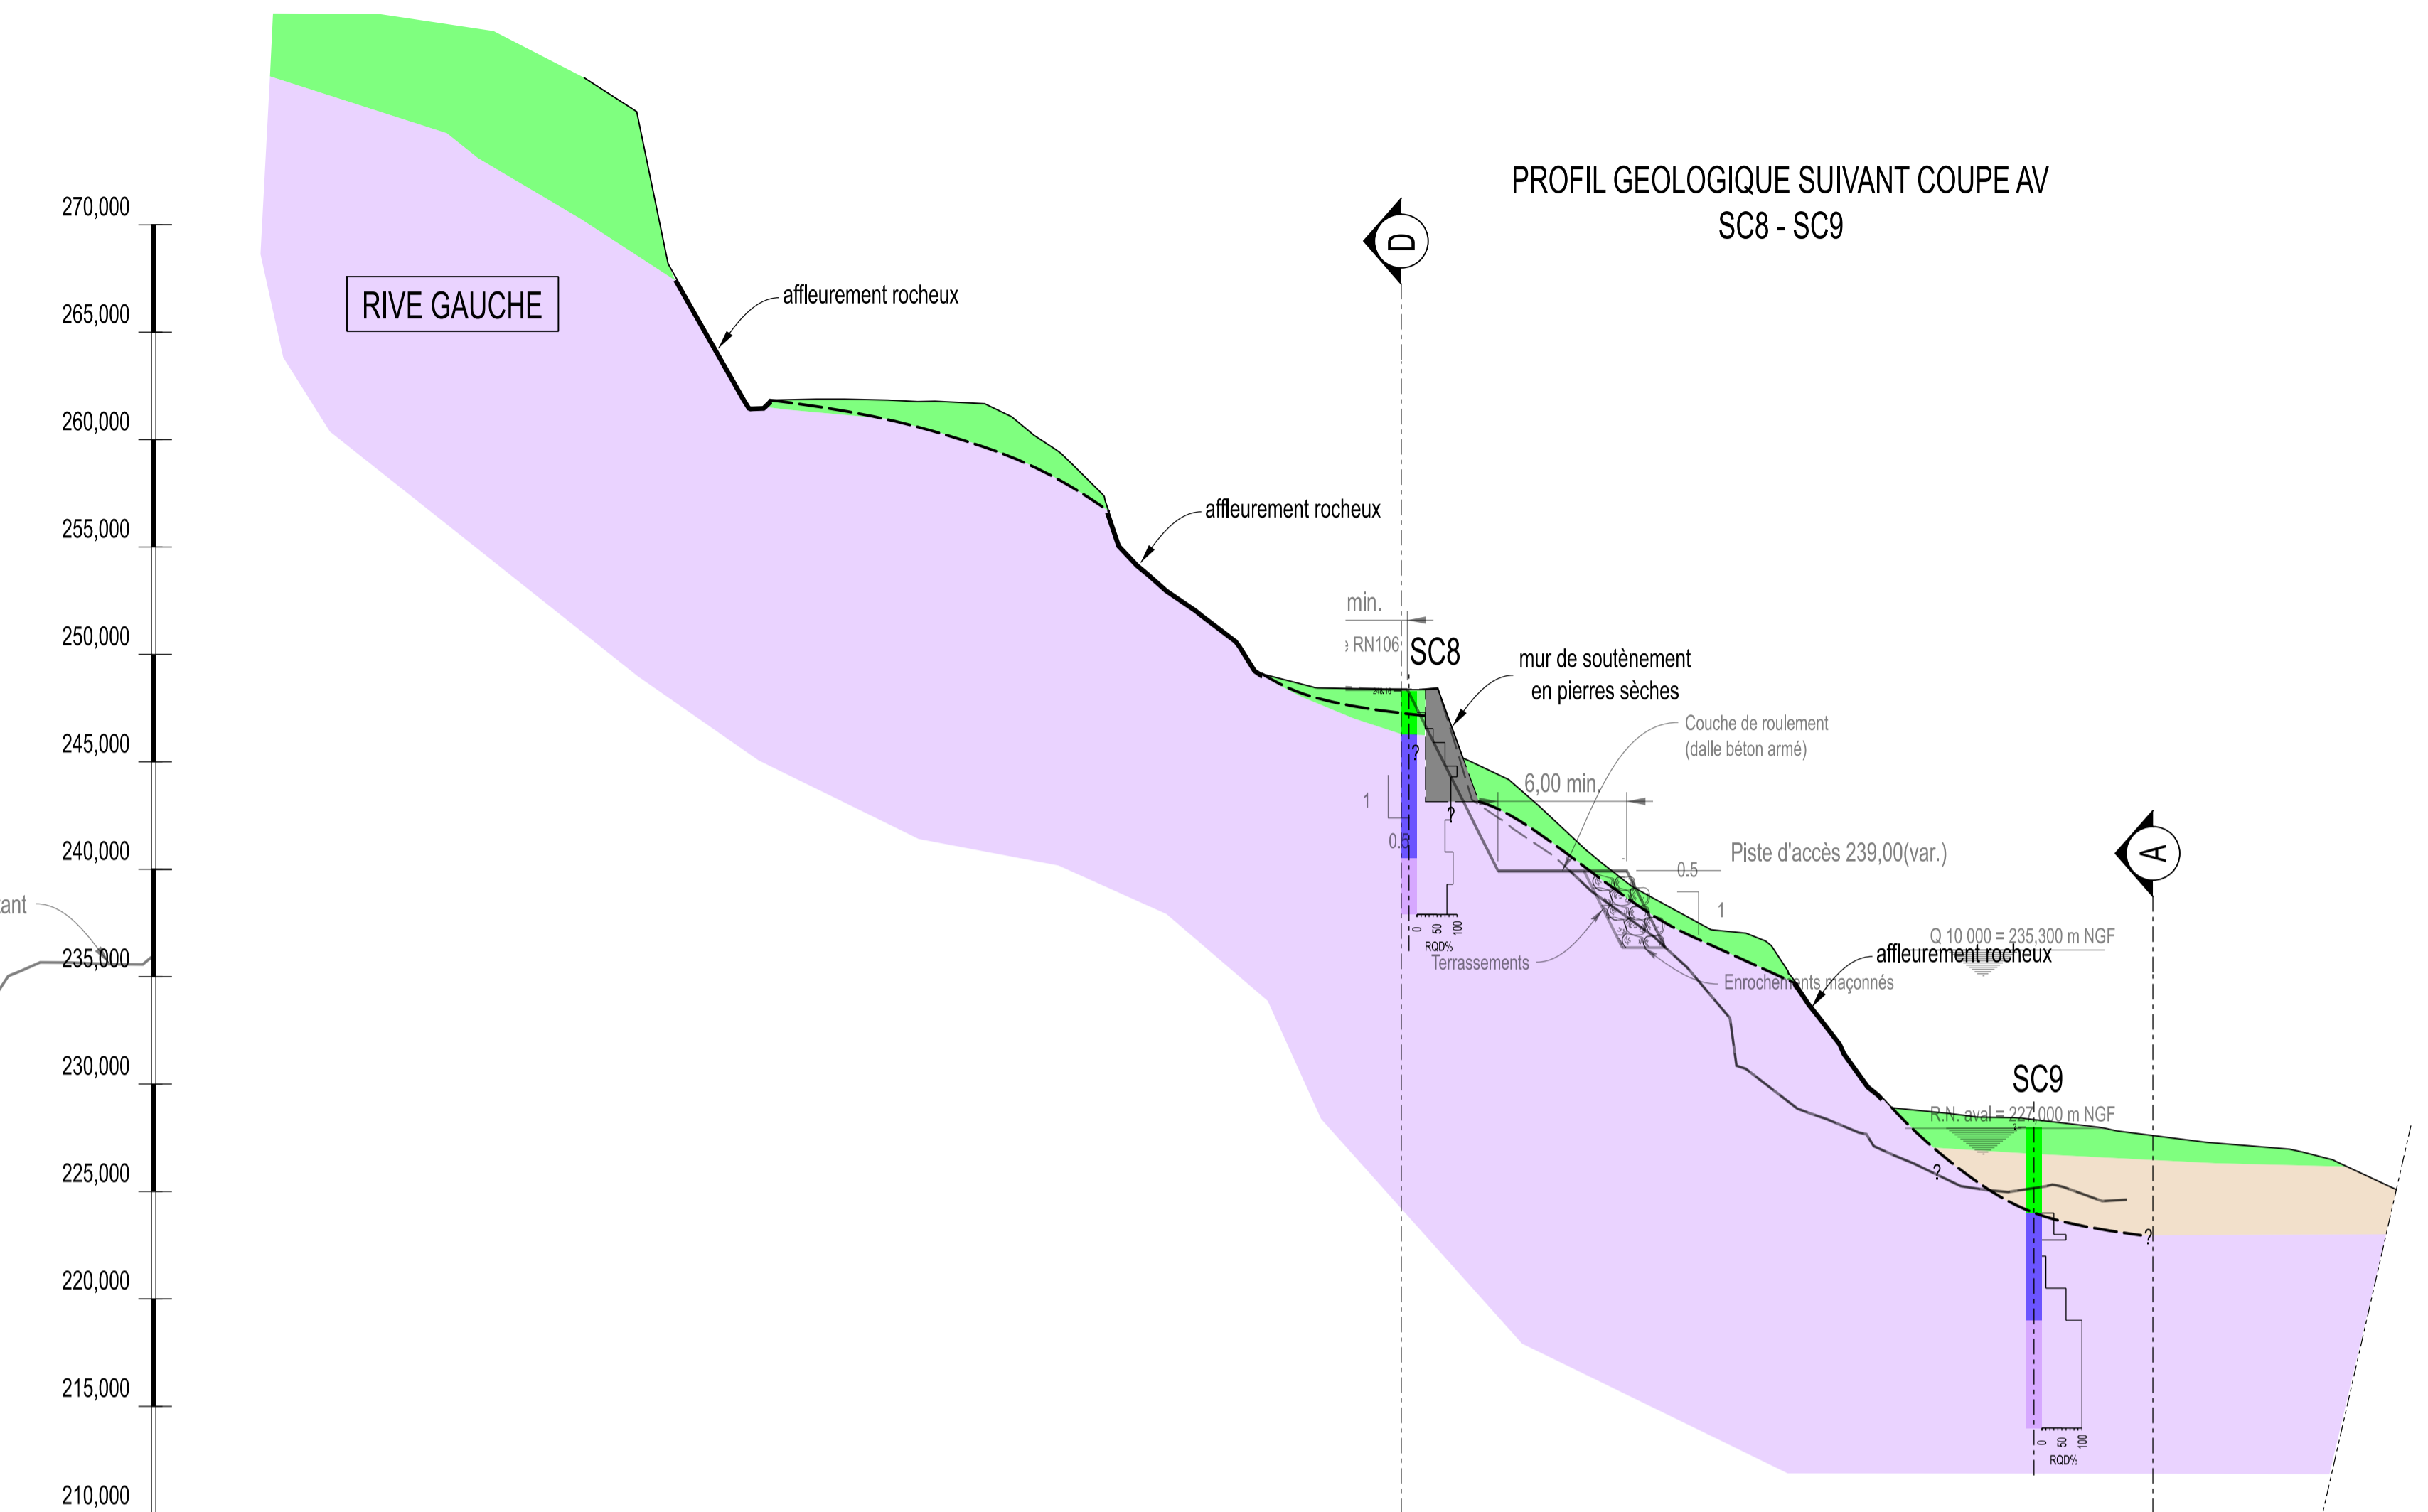 PROFIL GEOLOGIQUE SUIVANT COUPE AV
SC8 - SC9
270,000
D
RIVE GAUCHE
affleurement rocheux
265,000
260,000
255,000
affleurement rocheux
250,000
min.
RN106
SC8
mur de soutènement
en pierres sèches
Couche de roulement
(dalle béton armé)
245,000
?
6,00 min.
1
?
0.5
240,000
Piste d'accès 239,00(var.)
A
0.5
1
tant
235,000
0 50 100
RQD%
Terrassements
Q 10 000 = 235,300 m NGF
affleurement rocheux
Enrochements maçonnés
230,000
SC9
R.N. aval = 227,000 m NGF
225,000
?
?
220,000
215,000
0 50 100
RQD%
210,000